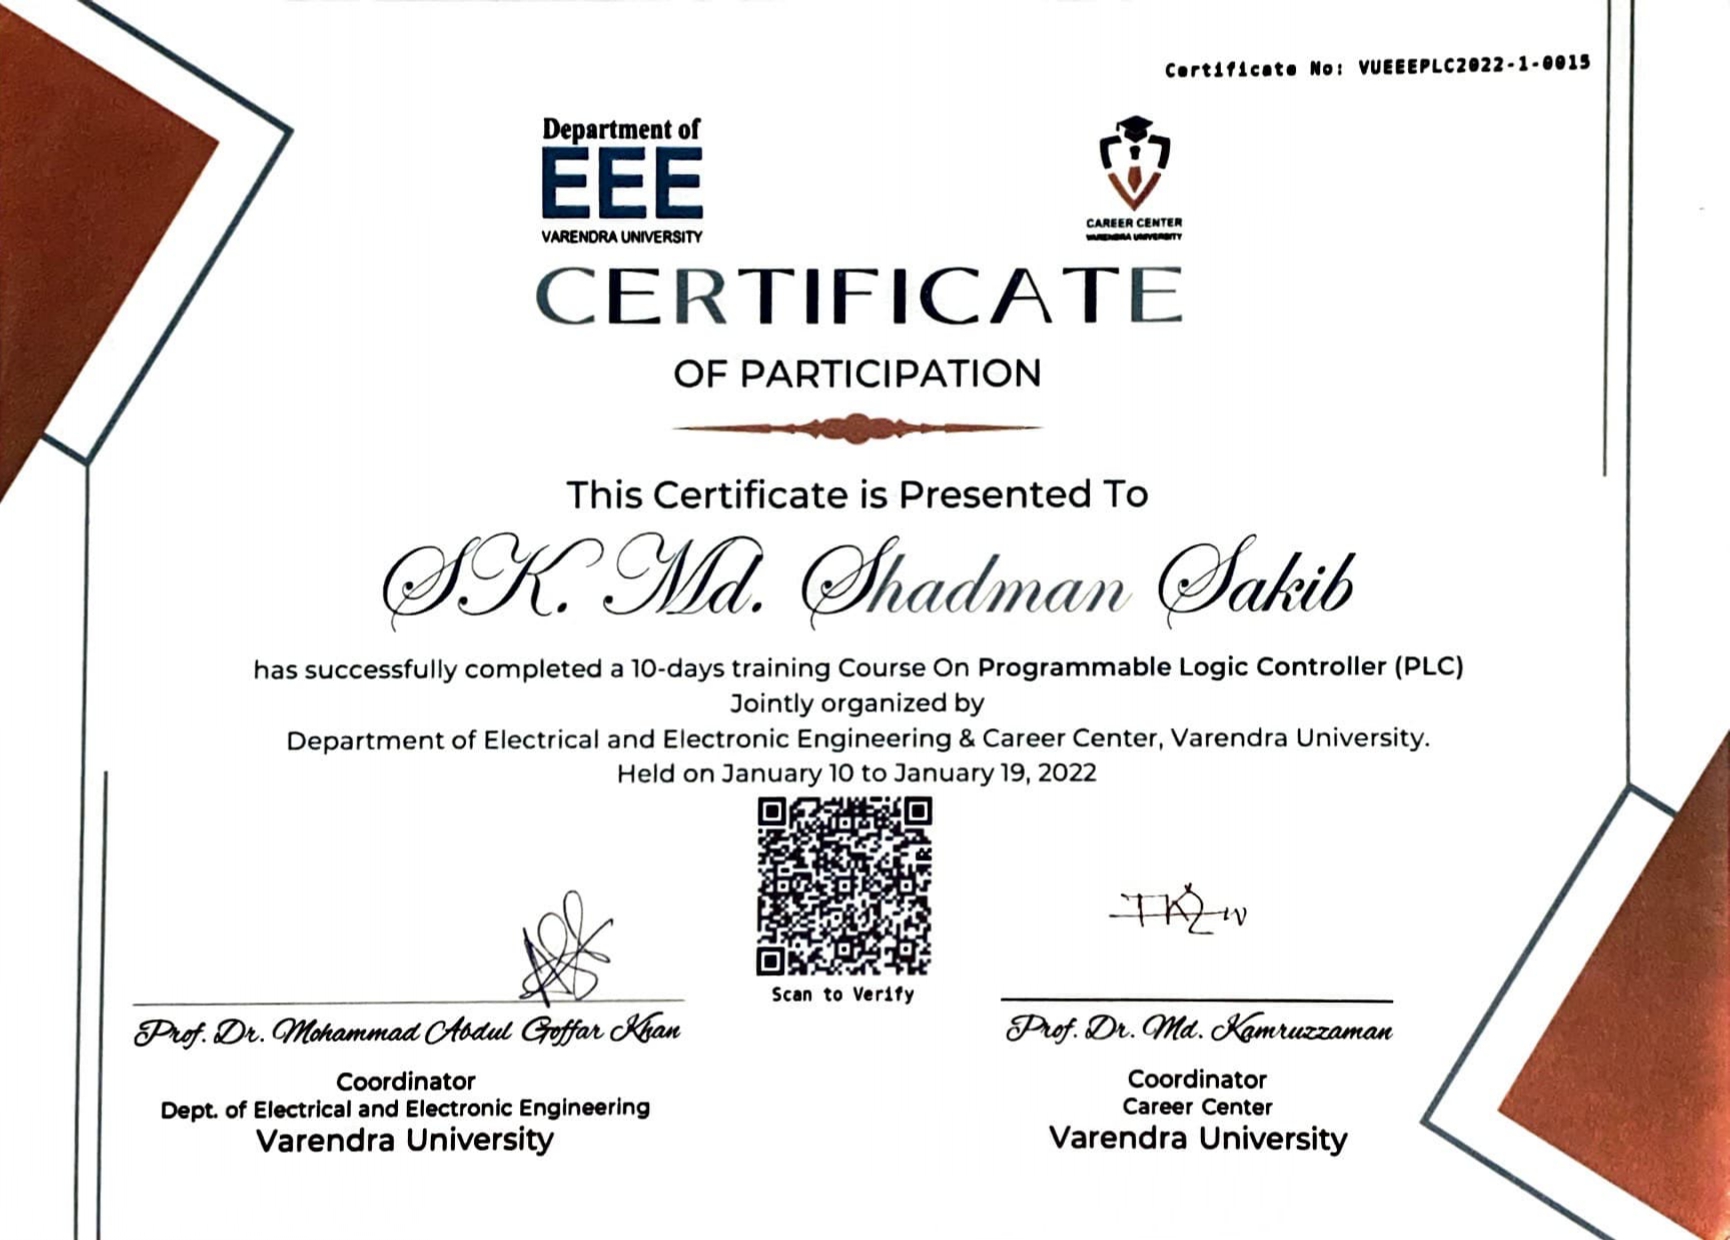 Certificate No: VUEEEPLC2022-1-0015
Department of
EEE
VARENDRA UNIVERSITY
CAREER CENTER
VARENDRA UNIVERSITY
CERTIFICATE
OF PARTICIPATION
This Certificate is Presented To
SK. Md. Shadman Sakib
has successfully completed a 10-days training Course On Programmable Logic Controller (PLC)
Jointly organized by
Department of Electrical and Electronic Engineering & Career Center, Varendra University.
Held on January 10 to January 19, 2022
Scan to Verify
Prof. Dr. Mohammad Abdul Goffar Khan
Coordinator
Dept. of Electrical and Electronic Engineering
Varendra University
Prof. Dr. Md. Kamruzzaman
Coordinator
Career Center
Varendra University